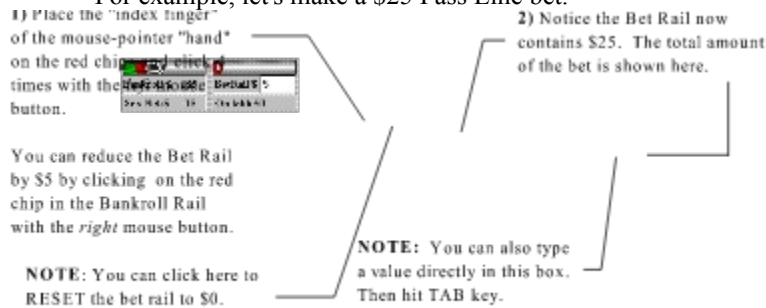 For example, let's make a $25 Pass Line bet.
1) Place the "index finger"
of the mouse-pointer "hand"
on the red chip and click
times with the
button.
You can reduce the Bet Rail
by $5 by clicking on the red
chip in the Bankroll Rail
with the right mouse button.
NOTE: You can click here to
RESET the bet rail to $0.
2) Notice the Bet Rail now
contains $25. The total amount
of the bet is shown here.
NOTE: You can also type
a value directly in this box.
Then hit TAB key.